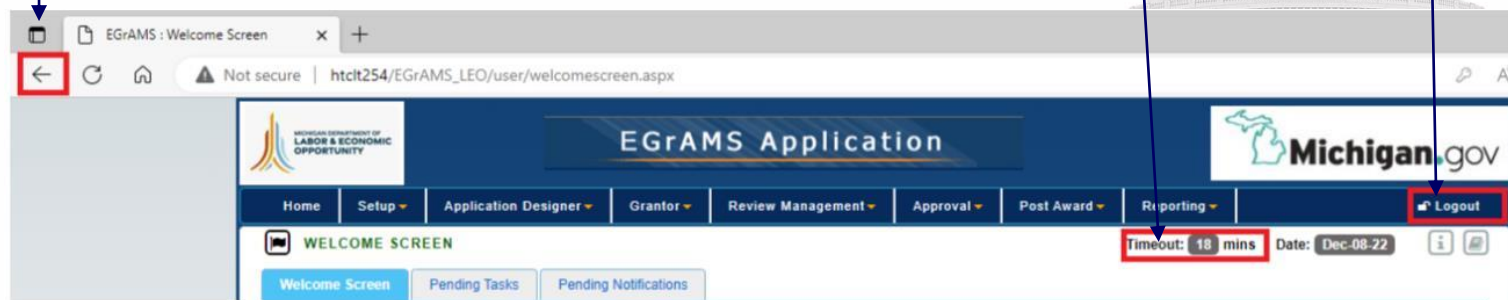 EGrAMS : Welcome Screen
Not secure | htclt254/EGrAMS_LEO/user/welcomescreen.aspx
MICHIGAN DEPARTMENT OF
LABOR & ECONOMIC
OPPORTUNITY
EGrAMS Application
Michigan.gov
Home Setup Application Designer Grantor Review Management Approval Post Award Reporting Logout
WELCOME SCREEN Timeout: 18 mins Date: Dec-08-22
Welcome Screen Pending Tasks Pending Notifications